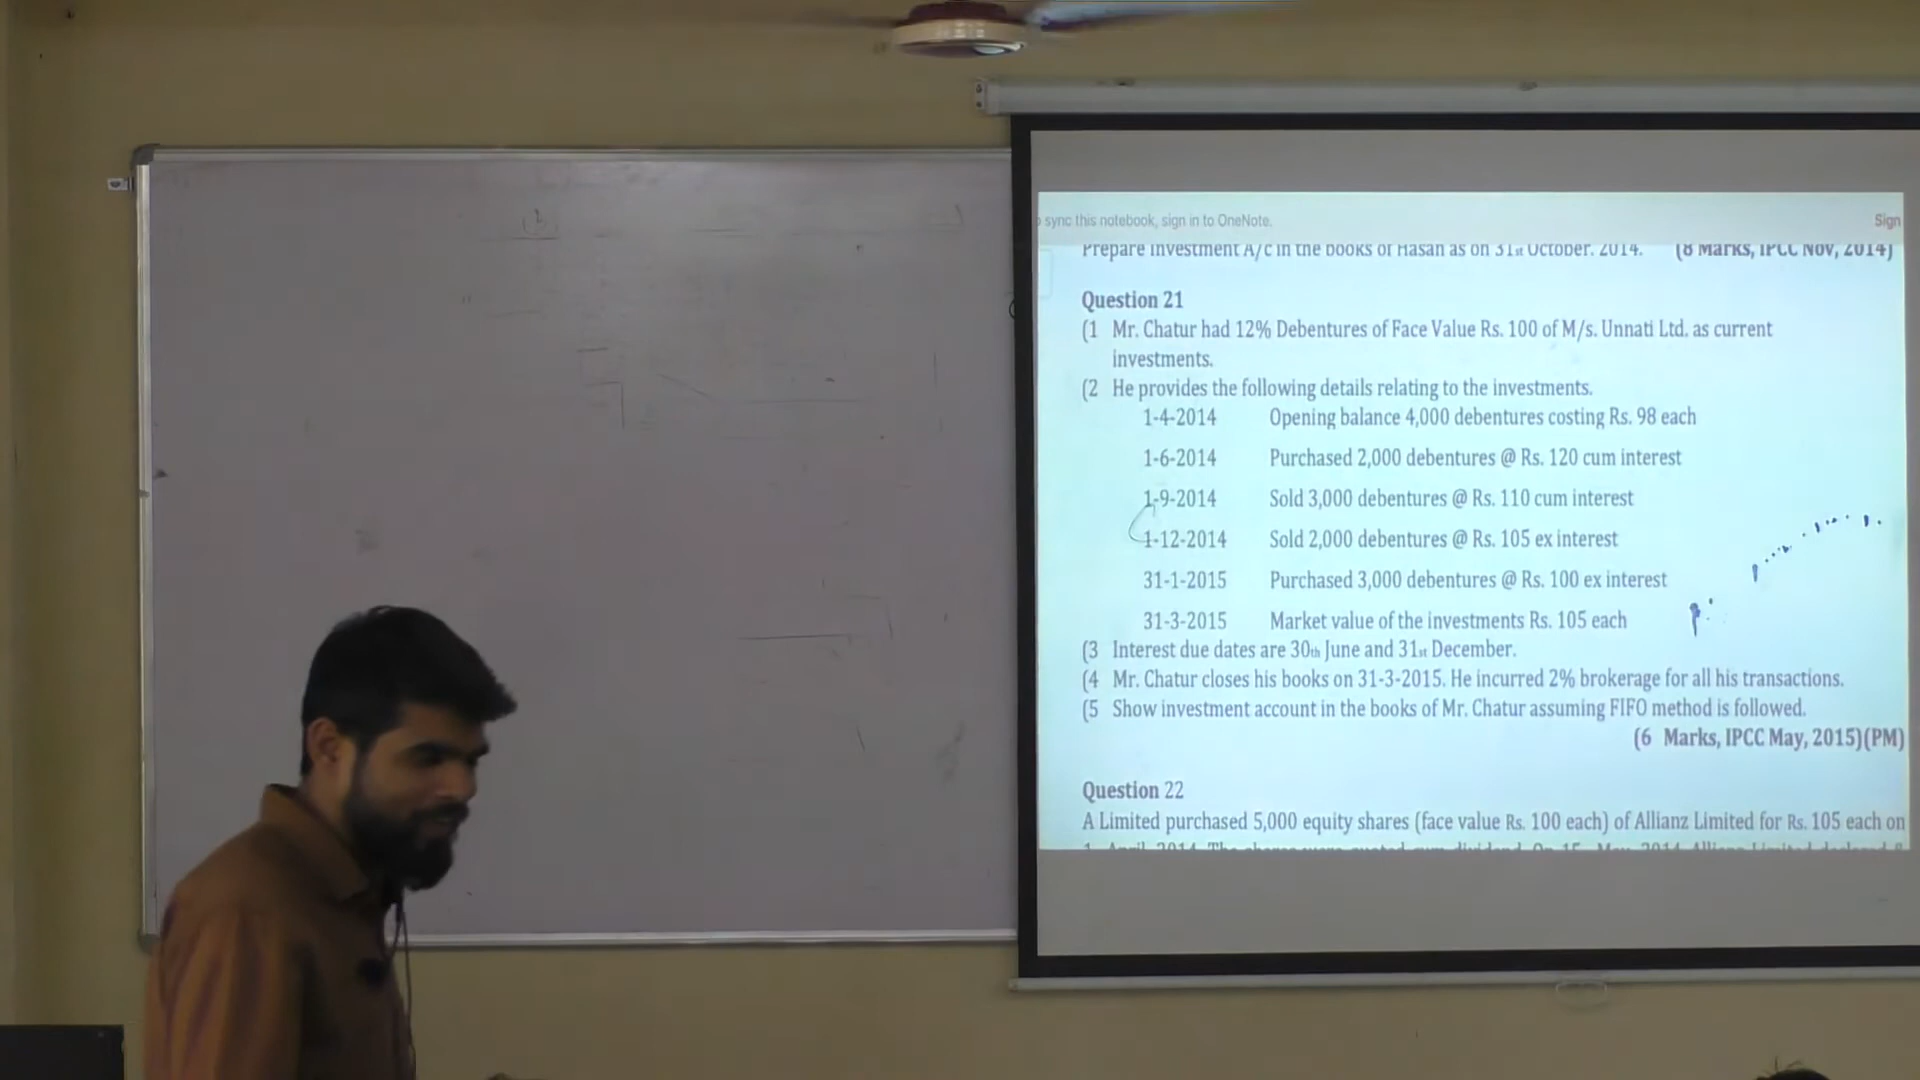 sync this notebook, sign in to OneNote.
Sign
Prepare Investment A/c in the books of Hasan as on 31st October. 2014. (8 Marks, IPCC Nov, 2014)
Question 21
(1 Mr. Chatur had 12% Debentures of Face Value Rs. 100 of M/s. Unnati Ltd. as current
investments.
(2 He provides the following details relating to the investments.
1-4-2014 Opening balance 4,000 debentures costing Rs. 98 each
1-6-2014 Purchased 2,000 debentures @ Rs. 120 cum interest
1-9-2014 Sold 3,000 debentures @ Rs. 110 cum interest
1-12-2014 Sold 2,000 debentures @ Rs. 105 ex interest
31-1-2015 Purchased 3,000 debentures @ Rs. 100 ex interest
31-3-2015 Market value of the investments Rs. 105 each
(3 Interest due dates are 30th June and 31st December.
(4 Mr. Chatur closes his books on 31-3-2015. He incurred 2% brokerage for all his transactions.
(5 Show investment account in the books of Mr. Chatur assuming FIFO method is followed.
(6 Marks, IPCC May, 2015)(PM)
Question 22
A Limited purchased 5,000 equity shares (face value Rs. 100 each) of Allianz Limited for Rs. 105 each on